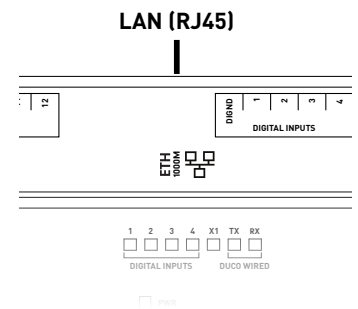 LAN (RJ45)
12
DIGND 1 2 3 4
DIGITAL INPUTS
ETH
1000M
1 2 3 4 X1 TX RX
DIGITAL INPUTS DUCO WIRED
PWR